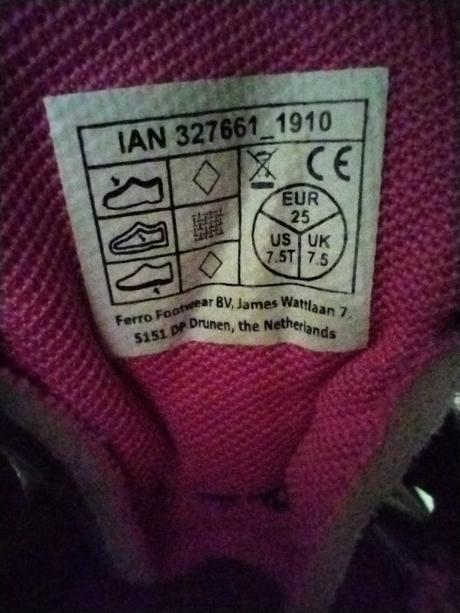 IAN 327661_1910
CE
EUR
25
US
7.5T
UK
7.5
Ferro Footwear BV, James Wattlaan 7,
5151 DP Drunen, the Netherlands